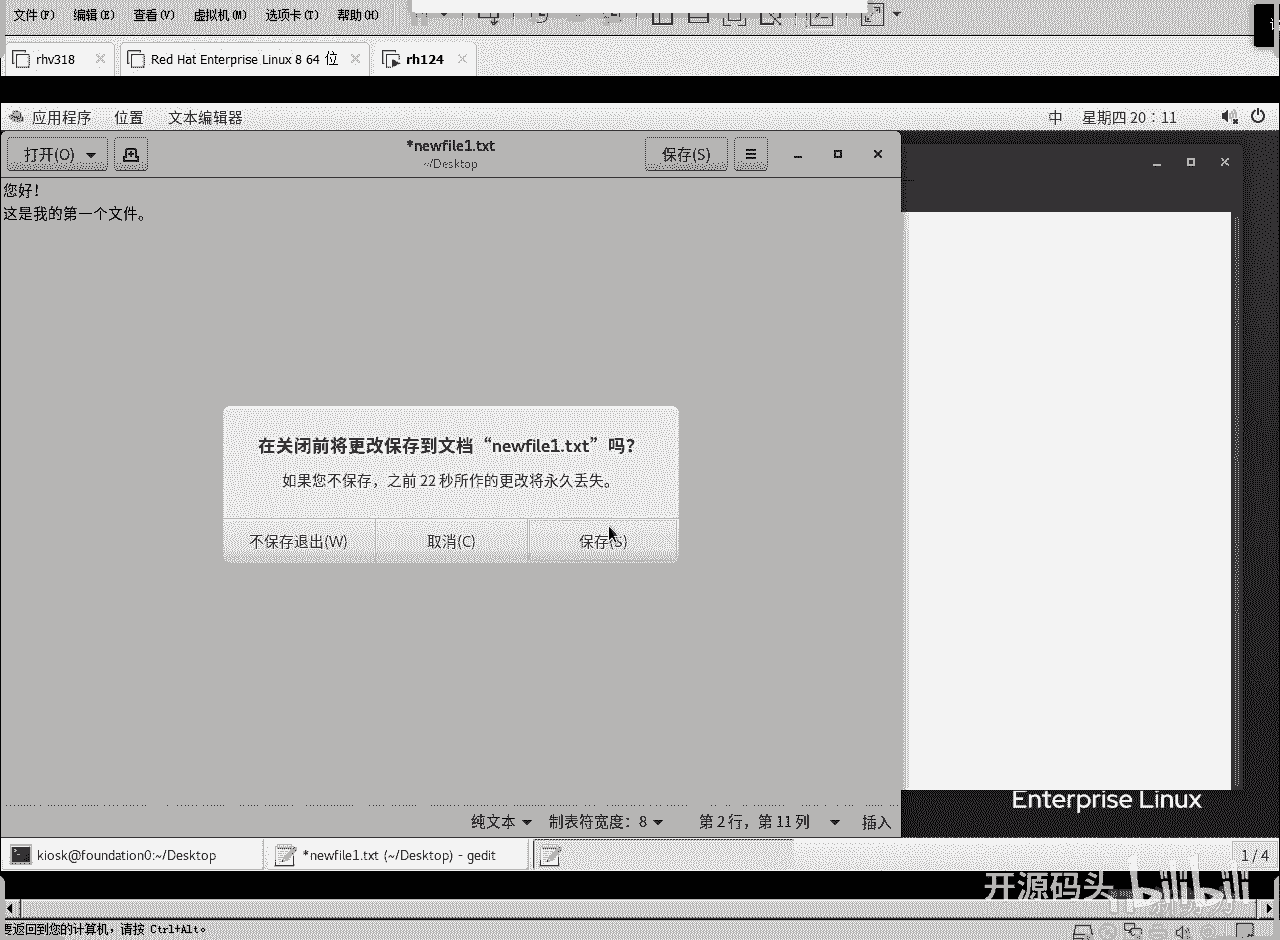 文件(F) 编辑(E) 查看(V) 虚拟机(M) 选项卡(T) 帮助(H)
rhv318 Red Hat Enterprise Linux 8 64 位 rh124
应用程序 位置 文本编辑器 中 星期四 20：11
打开(O) *newfile1.txt 保存(S)
~/Desktop
您好！
这是我的第一个文件。
在关闭前将更改保存到文档“newfile1.txt”吗？
如果您不保存，之前 22 秒所作的更改将永久丢失。
不保存退出(W) 取消(C) 保存(S)
Enterprise Linux
纯文本 制表符宽度：8 第 2 行，第 11 列 插入
kiosk@foundation0:~/Desktop *newfile1.txt (~/Desktop) - gedit 1 / 4
开源码头 bilibili
要返回到您的计算机，请按 Ctrl+Alt。